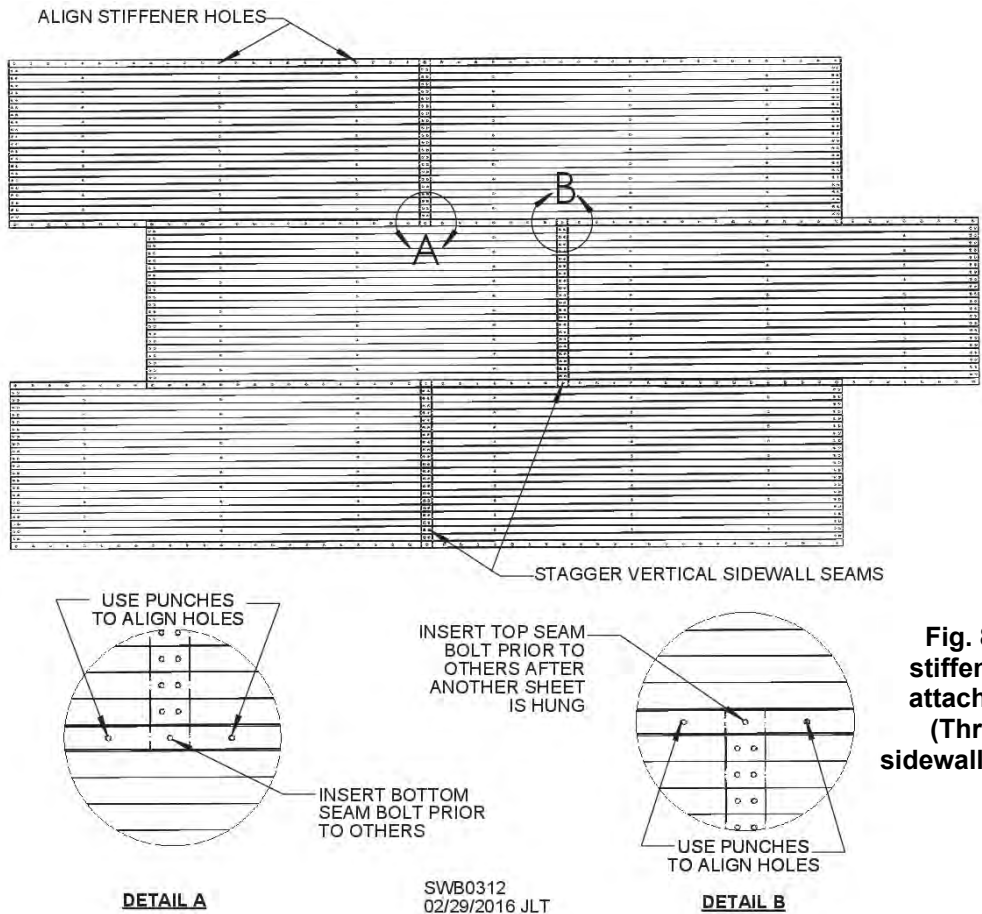 ALIGN STIFFENER HOLES
B
A
STAGGER VERTICAL SIDEWALL SEAMS
USE PUNCHES
TO ALIGN HOLES
INSERT BOTTOM
SEAM BOLT PRIOR
TO OTHERS
DETAIL A
INSERT TOP SEAM
BOLT PRIOR TO
OTHERS AFTER
ANOTHER SHEET
IS HUNG
USE PUNCHES
TO ALIGN HOLES
DETAIL B
SWB0312
02/29/2016 JLT
Fig. 8
stiffen
attach
(Thr
sidewall